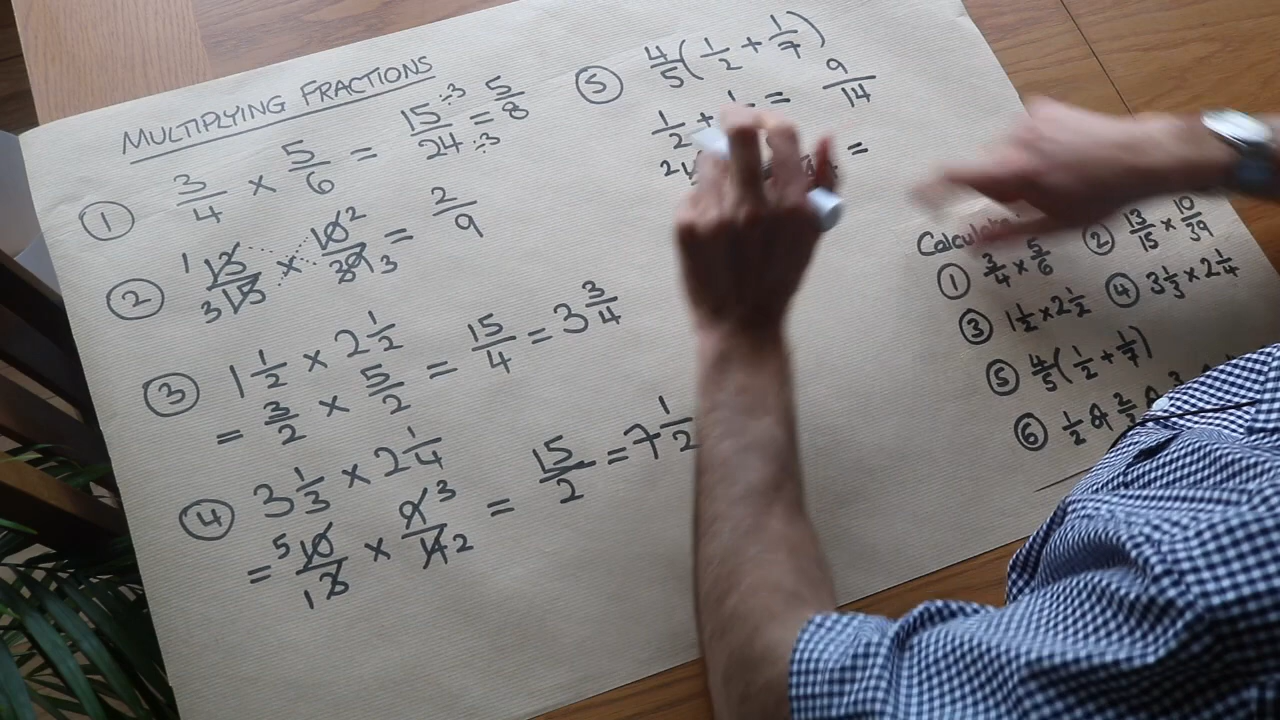 MULTIPLYING FRACTIONS
① 3/4 × 5/6 = 15/24 ÷3 ÷3 = 5/8
② 1 13/15 3 × 10 2/39 3 = 2/9
③ 1 1/2 × 2 1/2
= 3/2 × 5/2 = 15/4 = 3 3/4
④ 3 1/3 × 2 1/4
= 5 10/3 1 × 9 3/4 2 = 15/2 = 7 1/2
⑤ 4/5 (1/2 + 1/7)
1/2 + = 9/14
=
Calculate
① 3/4 × 5/6 ② 13/15 × 10/39
③ 1 1/2 × 2 1/2 ④ 3 1/3 × 2 1/4
⑤ 4/5 (1/2 + 1/7)
⑥ 1/2 of